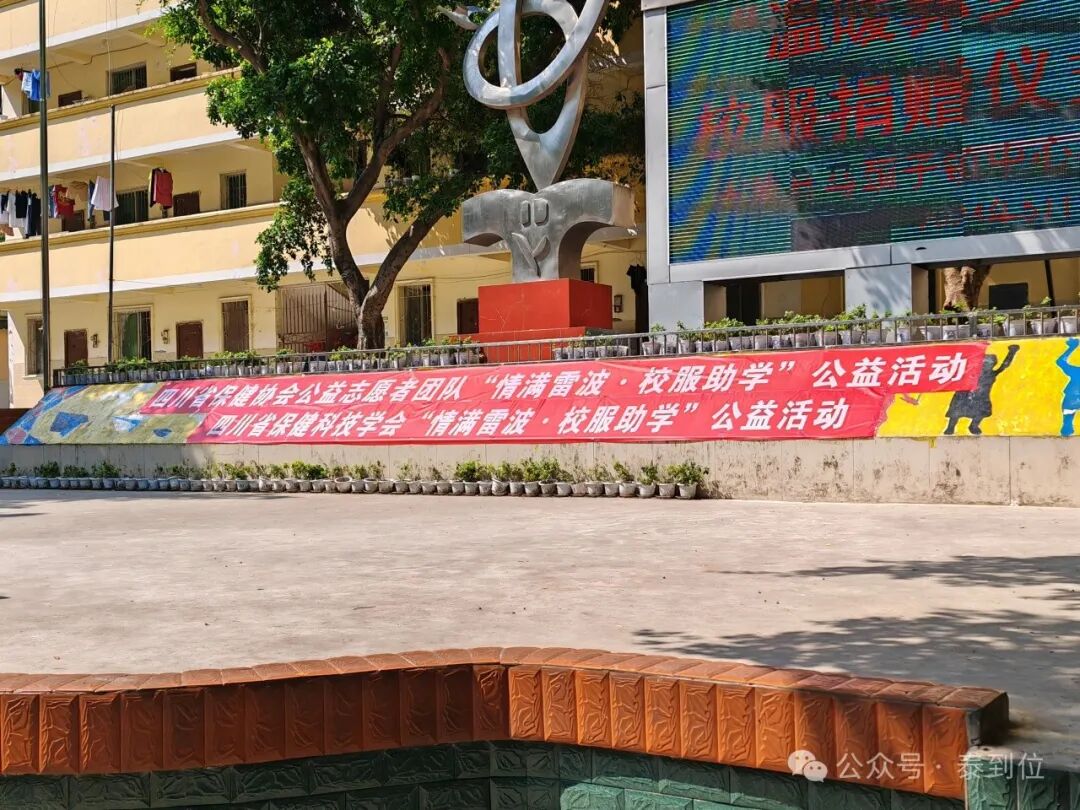 温暖
校服捐赠仪
四川省保健协会公益志愿者团队“情满雷波·校服助学”公益活动
四川省保健科技学会“情满雷波·校服助学”公益活动
公众号·泰到位